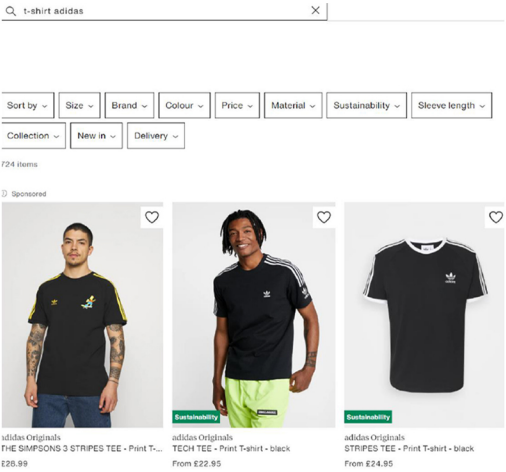 t-shirt adidas
Sort by Size Brand Colour Price Material Sustainability Sleeve length
Collection New in Delivery
724 items
Sponsored
Sustainability Sustainability
adidas Originals adidas Originals adidas Originals
THE SIMPSONS 3 STRIPES TEE - Print T-... TECH TEE - Print T-shirt - black STRIPES TEE - Print T-shirt - black
£28.99 From £22.95 From £24.95